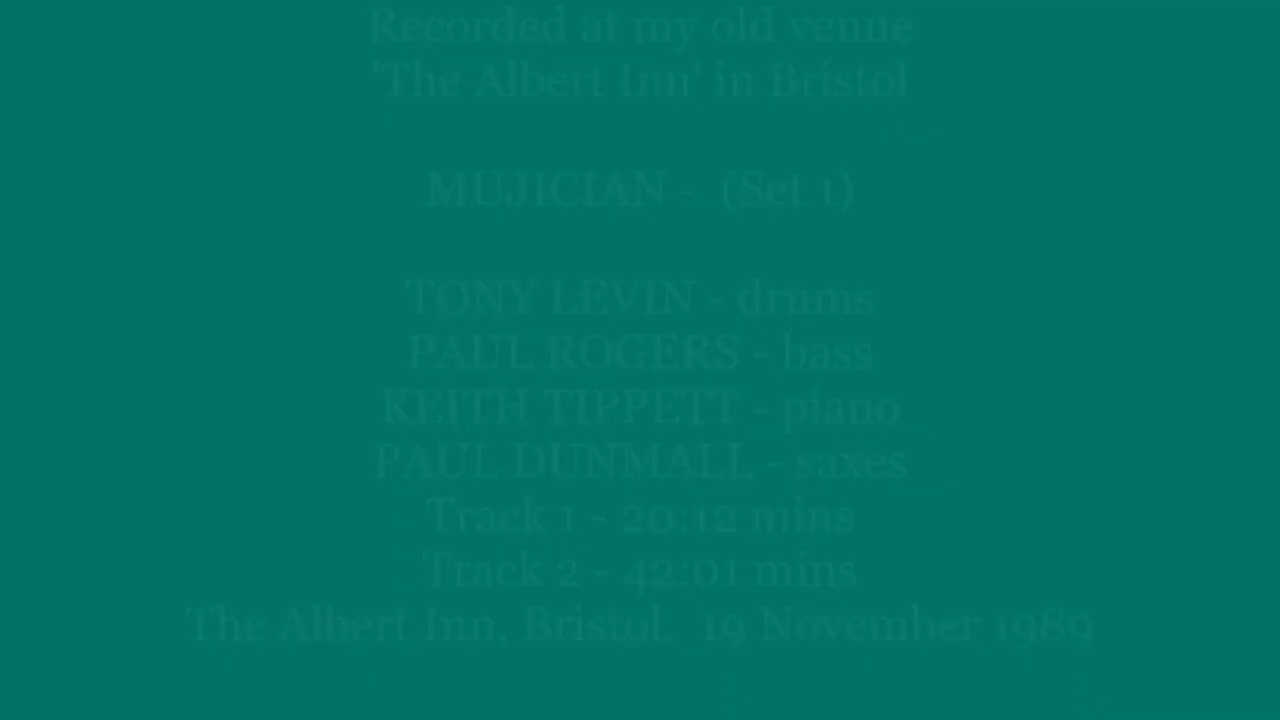 Recorded at my old venue
'The Albert Inn' in Bristol
MUJICIAN - (Set 1)
TONY LEVIN - drums
PAUL ROGERS - bass
KEITH TIPPETT - piano
PAUL DUNMALL - saxes
Track 1 - 20:12 mins
Track 2 - 42:01 mins
The Albert Inn, Bristol. 19 November 1989